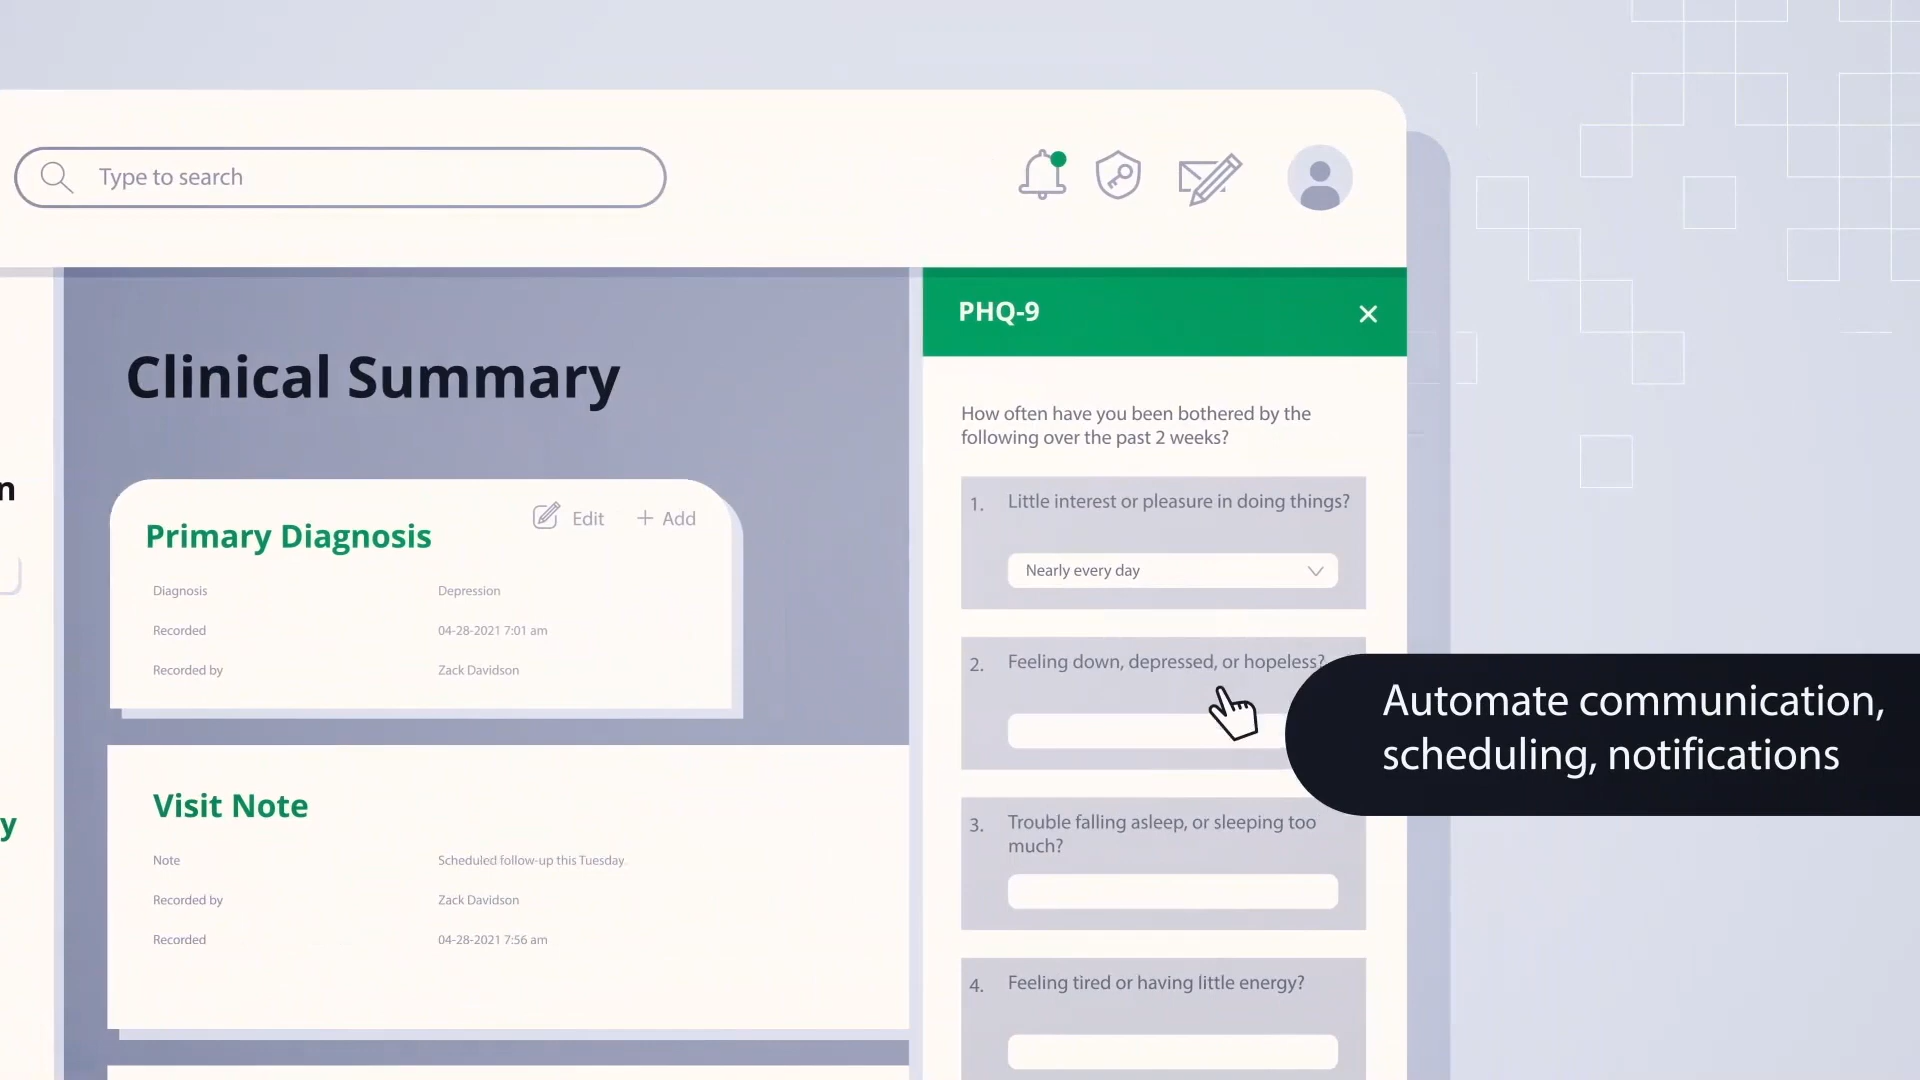 Type to search
n
y
Clinical Summary
Primary Diagnosis
Edit
+ Add
Diagnosis Depression
Recorded 04-28-2021 7:01 am
Recorded by Zack Davidson
Visit Note
Note Scheduled follow-up this Tuesday.
Recorded by Zack Davidson
Recorded 04-28-2021 7:56 am
PHQ-9
How often have you been bothered by the
following over the past 2 weeks?
1. Little interest or pleasure in doing things?
Nearly every day
2. Feeling down, depressed, or hopeless?
3. Trouble falling asleep, or sleeping too
much?
4. Feeling tired or having little energy?
Automate communication,
scheduling, notifications